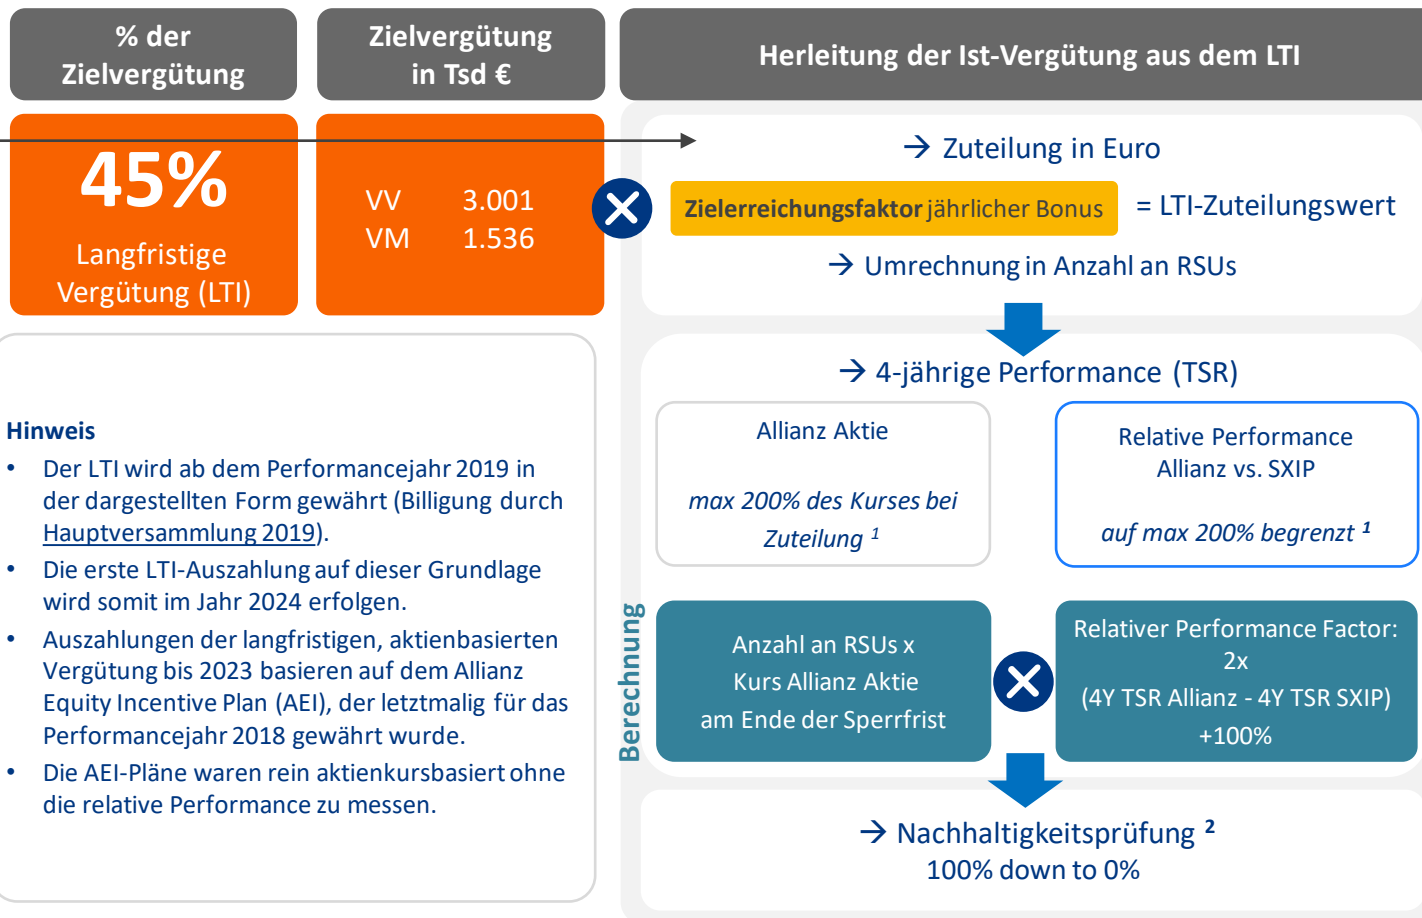 % der
Zielvergütung
Zielvergütung
in Tsd €
Herleitung der Ist-Vergütung aus dem LTI
45%
Langfristige
Vergütung (LTI)
VV 3.001
VM 1.536
→ Zuteilung in Euro
Zielerreichungsfaktor jährlicher Bonus = LTI-Zuteilungswert
→ Umrechnung in Anzahl an RSUs
Hinweis
• Der LTI wird ab dem Performancejahr 2019 in
der dargestellten Form gewährt (Billigung durch
Hauptversammlung 2019).
• Die erste LTI-Auszahlung auf dieser Grundlage
wird somit im Jahr 2024 erfolgen.
• Auszahlungen der langfristigen, aktienbasierten
Vergütung bis 2023 basieren auf dem Allianz
Equity Incentive Plan (AEI), der letztmalig für das
Performancejahr 2018 gewährt wurde.
• Die AEI-Pläne waren rein aktienkursbasiert ohne
die relative Performance zu messen.
→ 4-jährige Performance (TSR)
Allianz Aktie
max 200% des Kurses bei
Zuteilung ¹
Relative Performance
Allianz vs. SXIP
auf max 200% begrenzt ¹
Berechnung
Anzahl an RSUs x
Kurs Allianz Aktie
am Ende der Sperrfrist
Relativer Performance Factor:
2x
(4Y TSR Allianz - 4Y TSR SXIP)
+100%
→ Nachhaltigkeitsprüfung ²
100% down to 0%